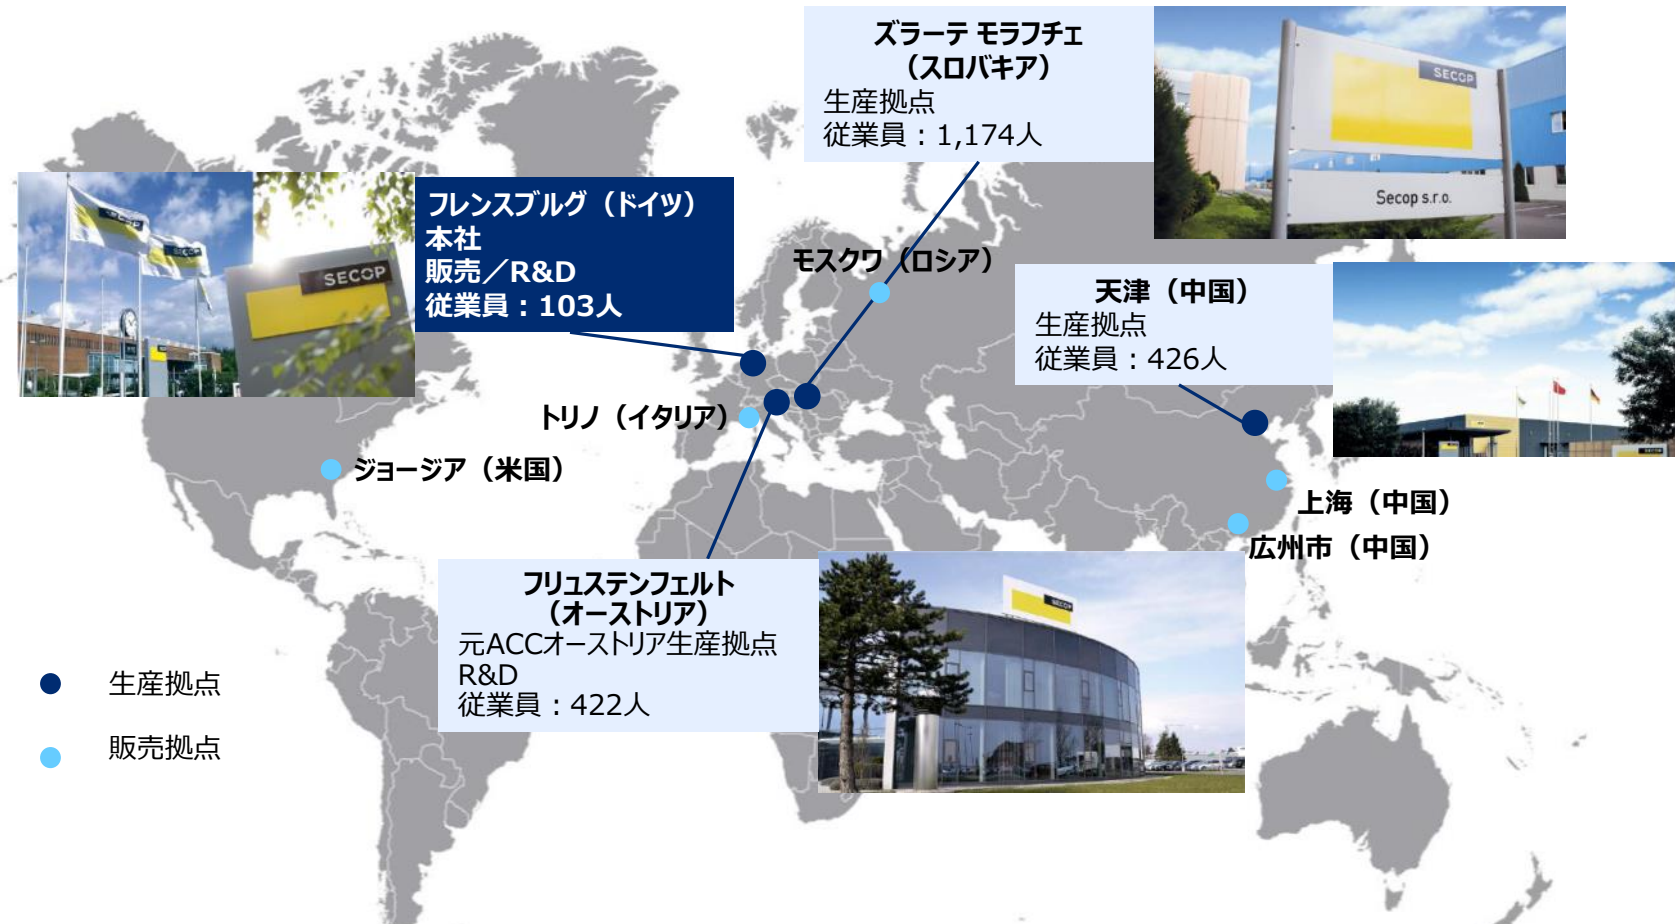 ズラーテ モラフチェ
（スロバキア）
生産拠点
従業員：1,174人
SECOP
Secop s.r.o.
SECOP
SECOP
SECOP
フレンスブルグ（ドイツ）
本社
販売／R&D
従業員：103人
モスクワ（ロシア）
天津（中国）
生産拠点
従業員：426人
トリノ（イタリア）
ジョージア（米国）
上海（中国）
広州市（中国）
フリュステンフェルト
（オーストリア）
元ACCオーストリア生産拠点
R&D
従業員：422人
SECOP
生産拠点
販売拠点